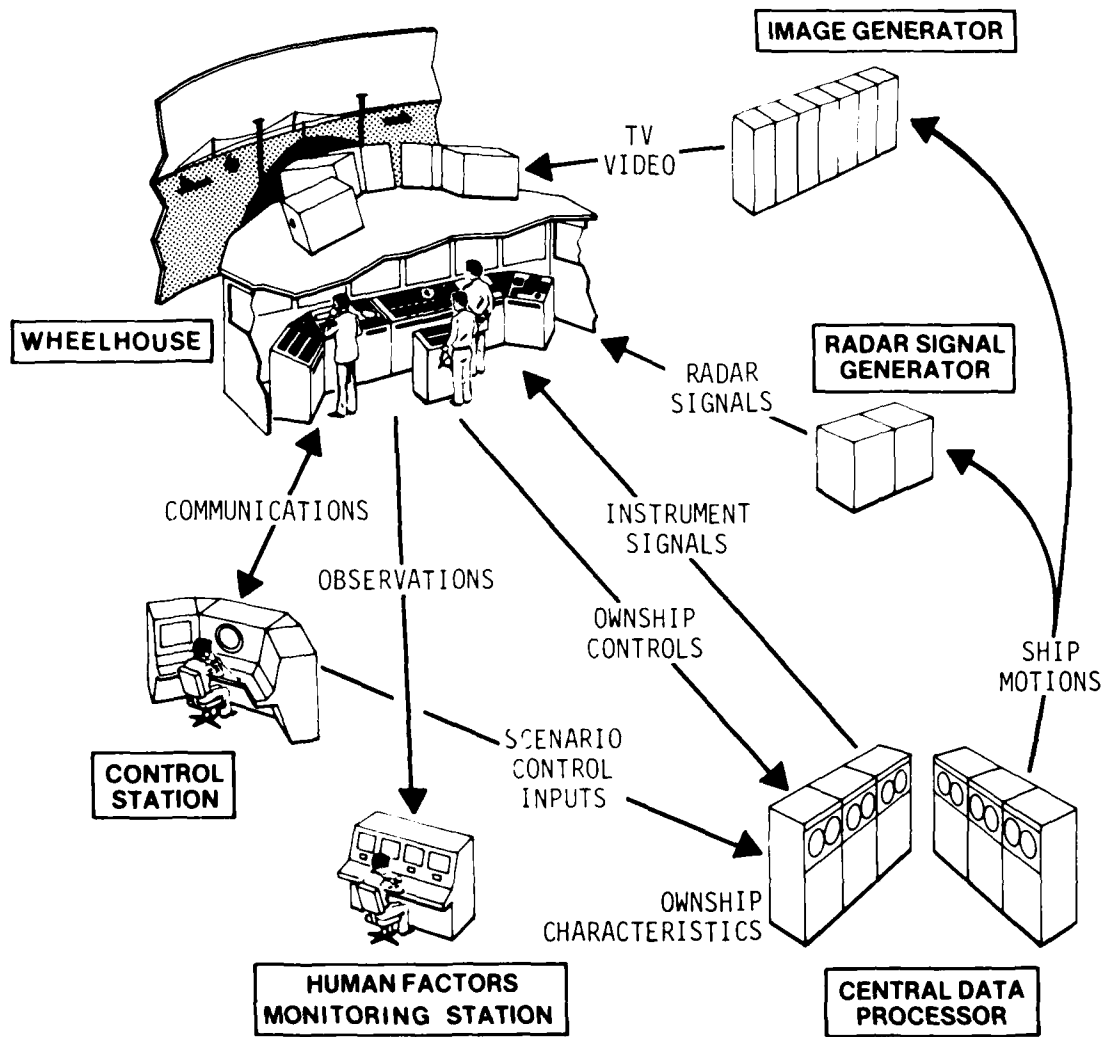 IMAGE GENERATOR
TV
VIDEO
WHEELHOUSE
RADAR SIGNAL
GENERATOR
RADAR
SIGNALS
COMMUNICATIONS
INSTRUMENT
SIGNALS
OBSERVATIONS
OWNSHIP
CONTROLS
SHIP
MOTIONS
SCENARIO
CONTROL
INPUTS
CONTROL
STATION
OWNSHIP
CHARACTERISTICS
HUMAN FACTORS
MONITORING STATION
CENTRAL DATA
PROCESSOR